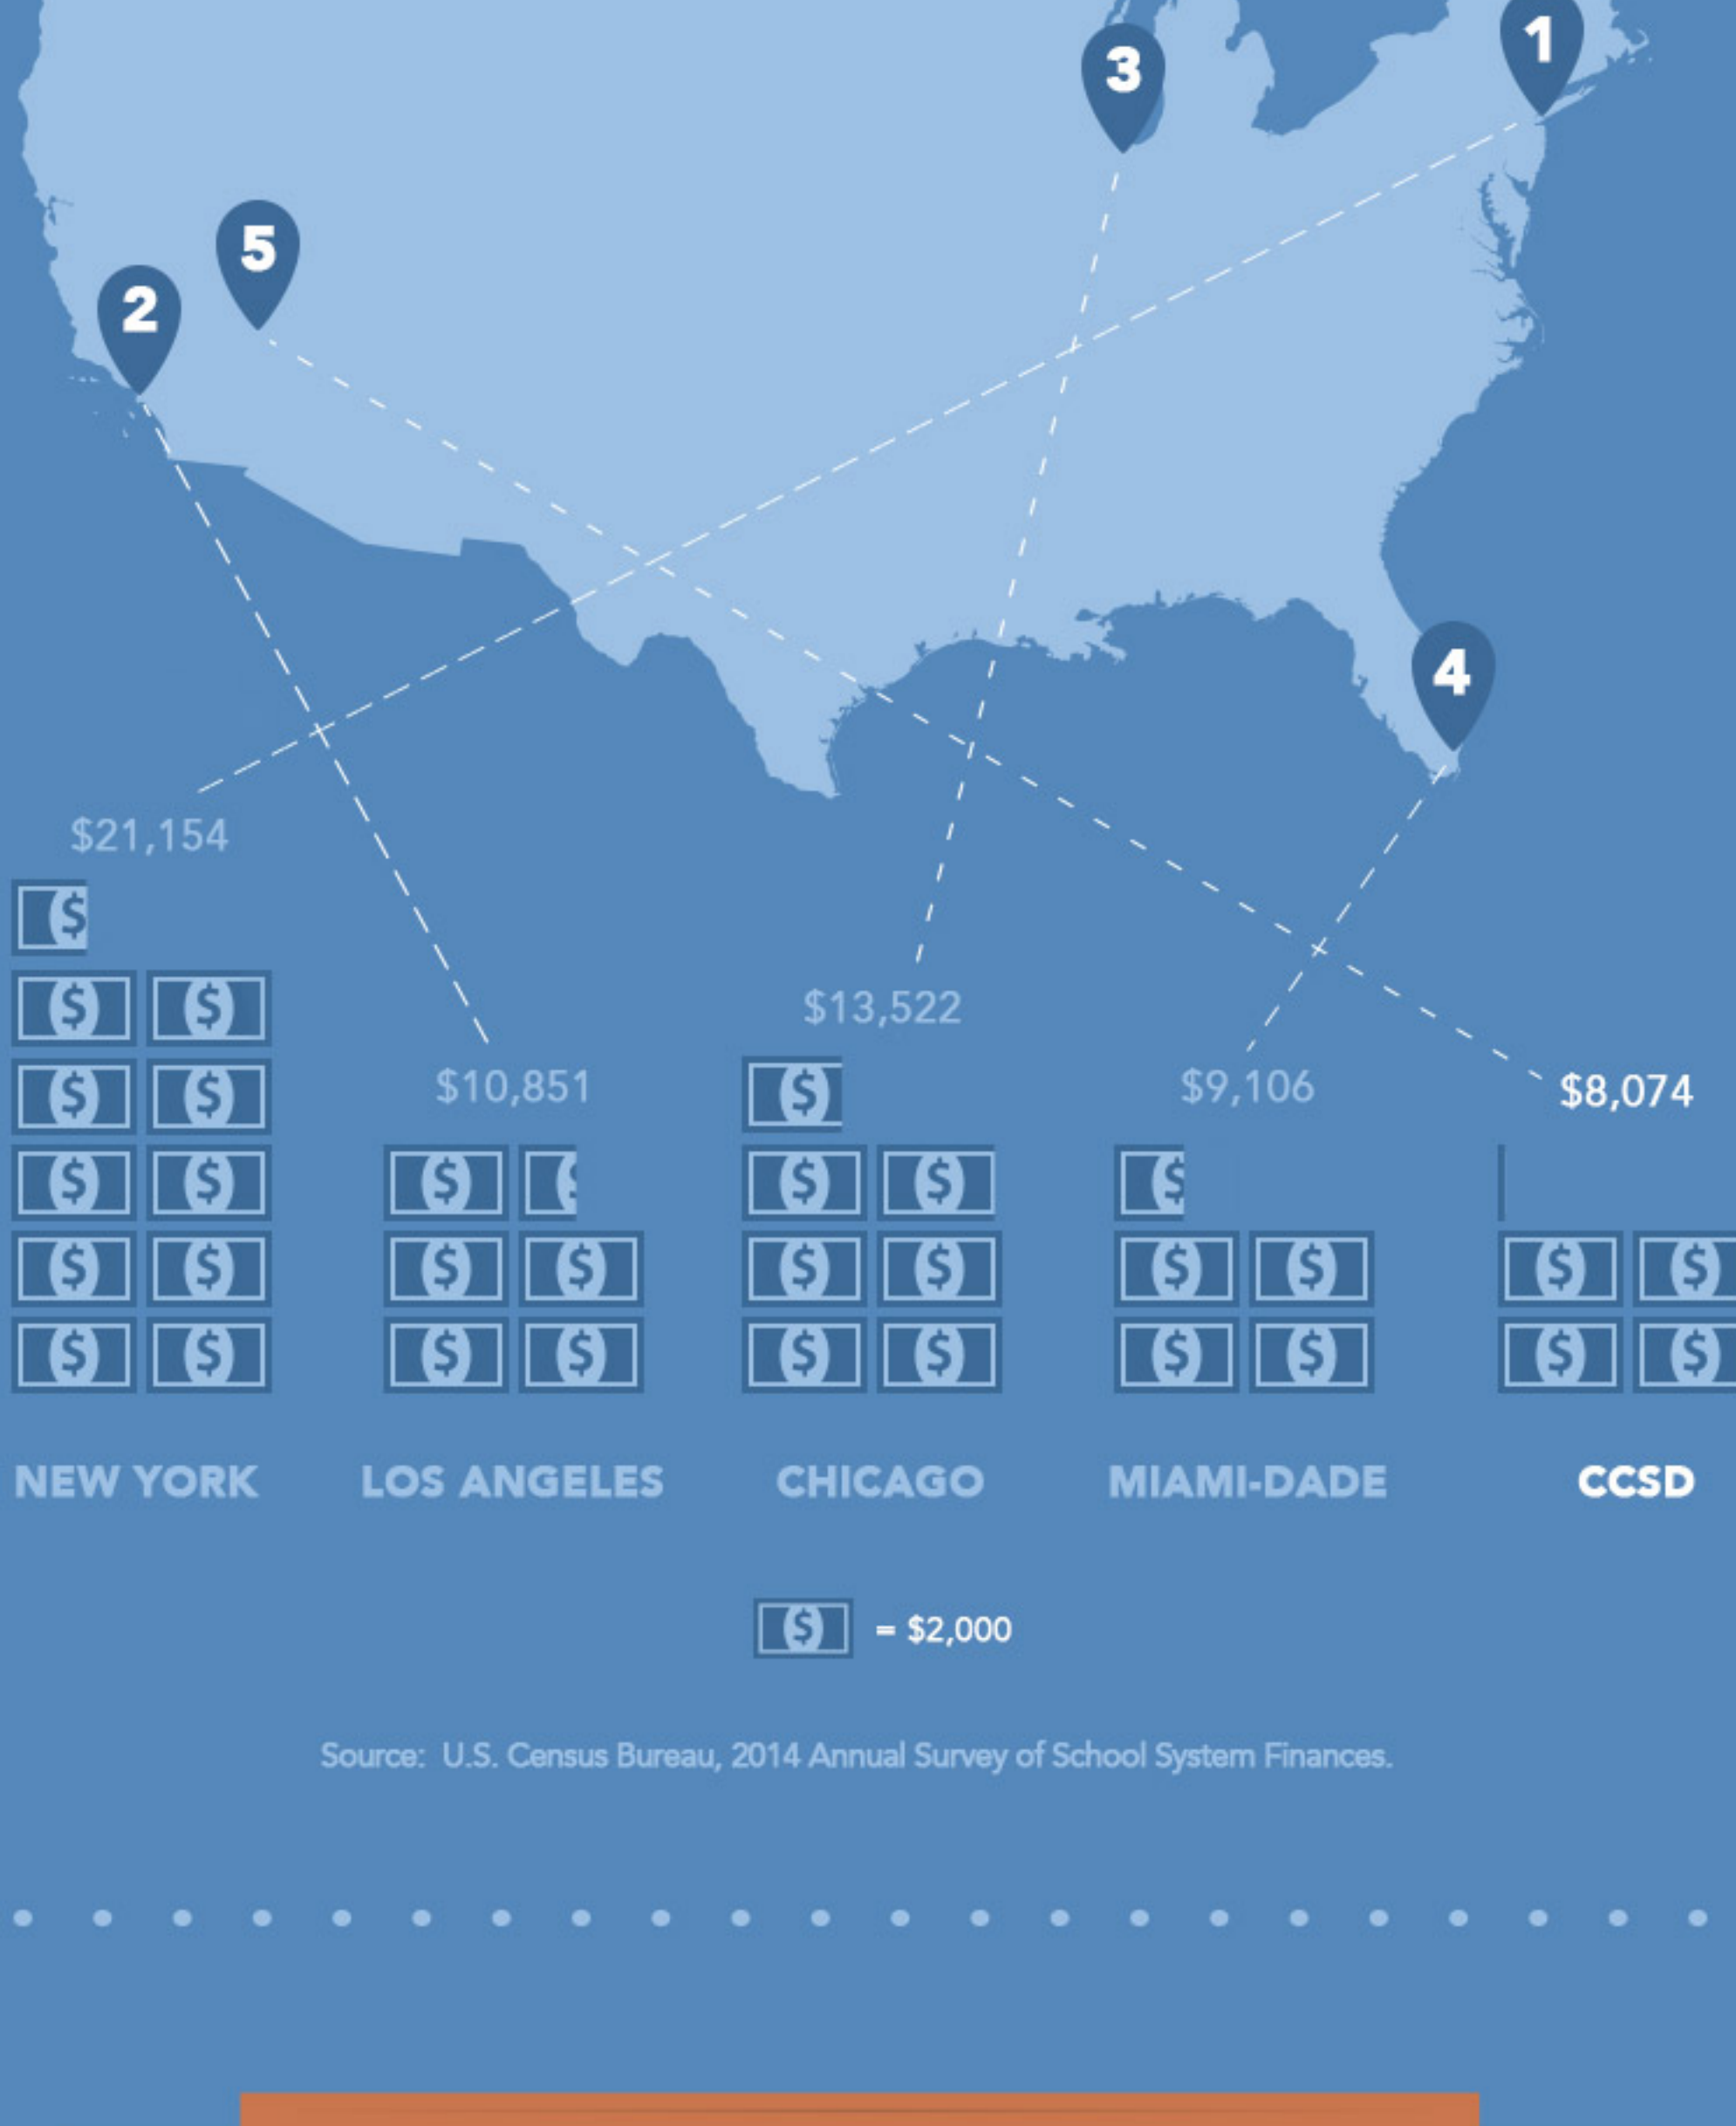 1
3
5
2
4
$21,154
$13,522
$10,851
$9,106
$8,074
NEW YORK
LOS ANGELES
CHICAGO
MIAMI-DADE
CCSD
= $2,000
Source: U.S. Census Bureau, 2014 Annual Survey of School System Finances.